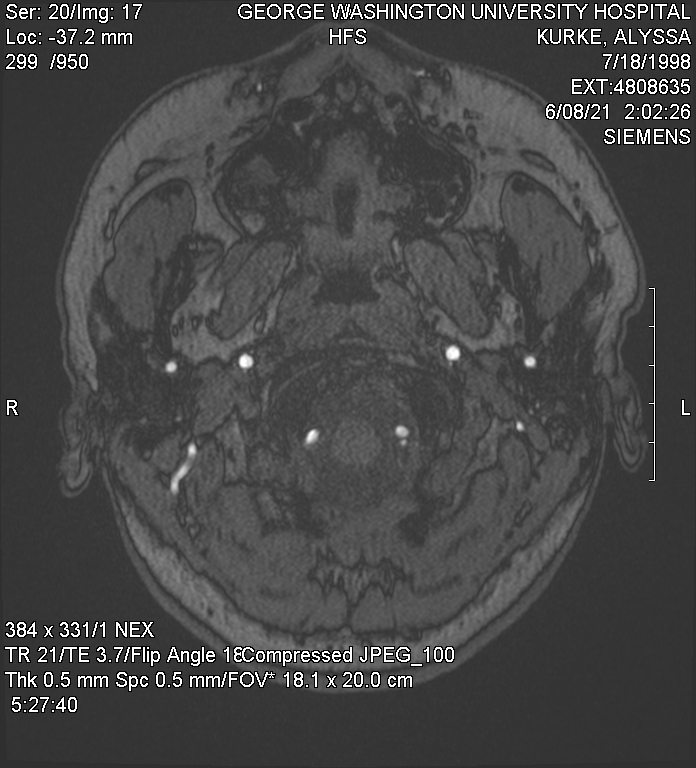 Ser: 20/Img: 17
Loc: -37.2 mm
299 /950
GEORGE WASHINGTON UNIVERSITY HOSPITAL
HFS
KURKE, ALYSSA
7/18/1998
EXT:4808635
6/08/21 2:02:26
SIEMENS
R
L
384 x 331/1 NEX
TR 21/TE 3.7/Flip Angle 18Compressed JPEG_100
Thk 0.5 mm Spc 0.5 mm/FOV* 18.1 x 20.0 cm
5:27:40